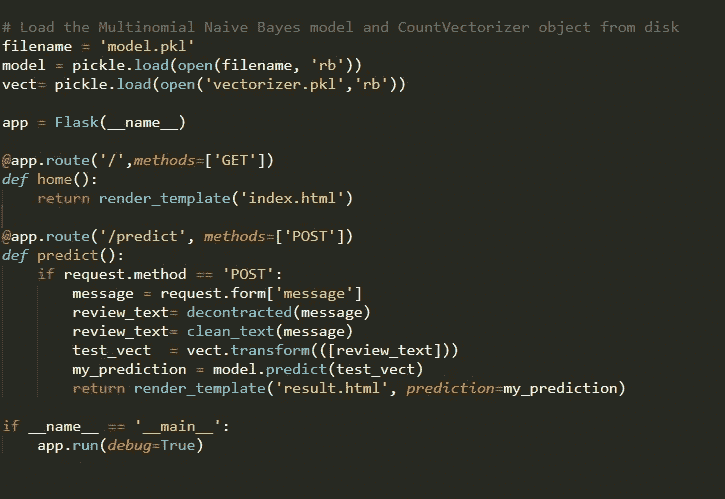 # Load the Multinomial Naive Bayes model and CountVectorizer object from disk
filename = 'model.pkl'
model = pickle.load(open(filename, 'rb'))
vect= pickle.load(open('vectorizer.pkl','rb'))

app = Flask(__name__)

@app.route('/',methods=['GET'])
def home():
    return render_template('index.html')

@app.route('/predict', methods=['POST'])
def predict():
    if request.method == 'POST':
        message = request.form['message']
        review_text= decontracted(message)
        review_text= clean_text(message)
        test_vect  = vect.transform(([review_text]))
        my_prediction = model.predict(test_vect)
        return render_template('result.html', prediction=my_prediction)

if __name__ == '__main__':
    app.run(debug=True)